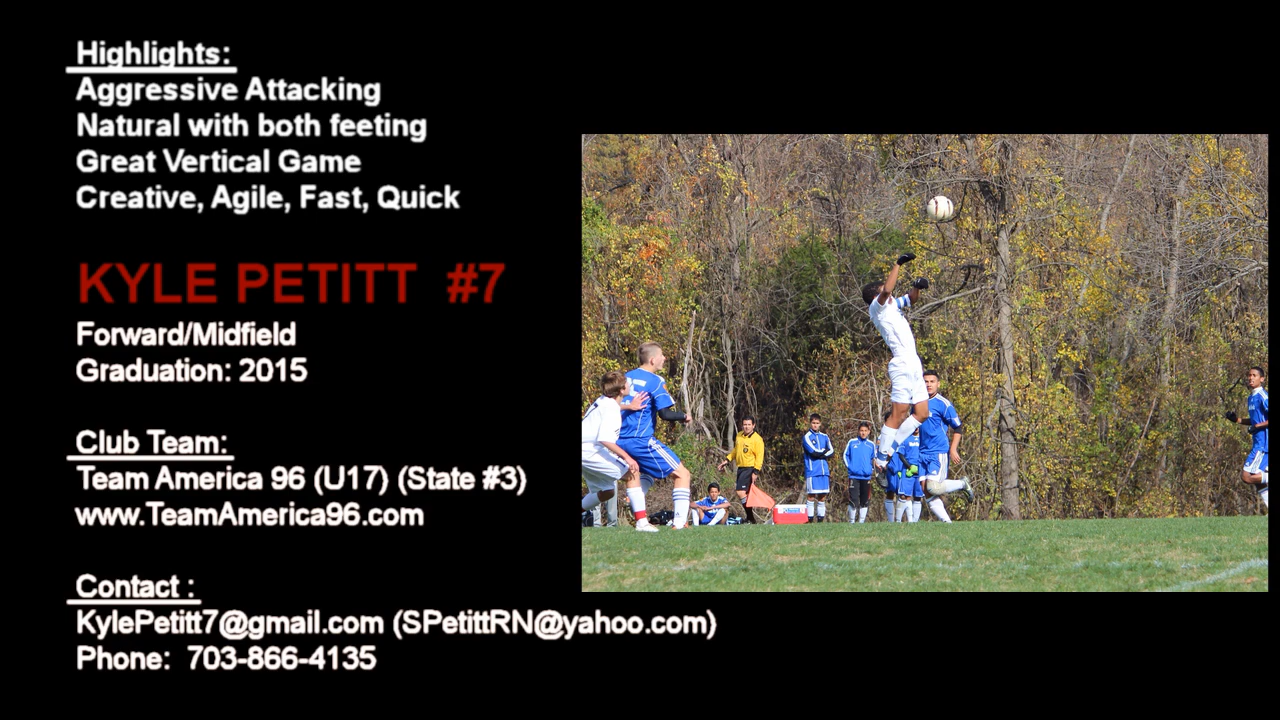 Highlights:
Aggressive Attacking
Natural with both feeting
Great Vertical Game
Creative, Agile, Fast, Quick
KYLE PETITT #7
Forward/Midfield
Graduation: 2015
Club Team:
Team America 96 (U17) (State #3)
www.TeamAmerica96.com
Contact :
KylePetitt7@gmail.com (SPetittRN@yahoo.com)
Phone: 703-866-4135